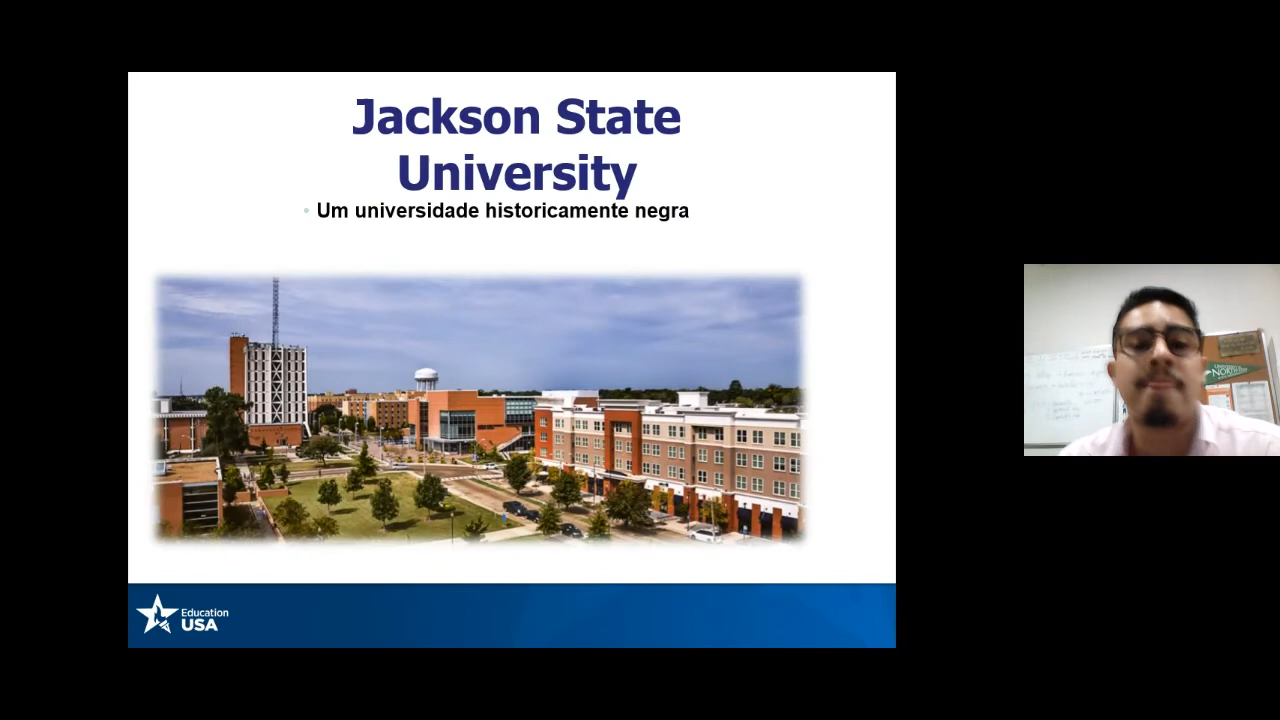 Jackson State
University
• Um universidade historicamente negra
Education
USA